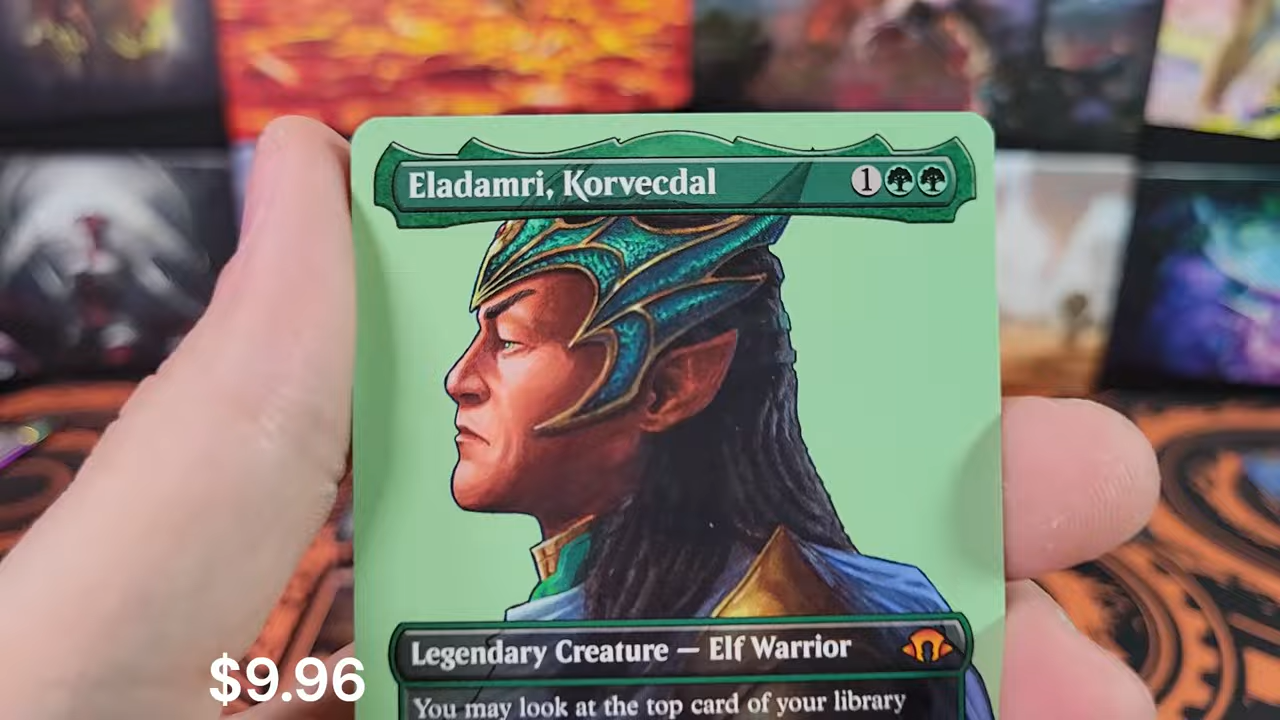 Eladamri, Korvecdal
1
Legendary Creature — Elf Warrior
You may look at the top card of your library
$9.96